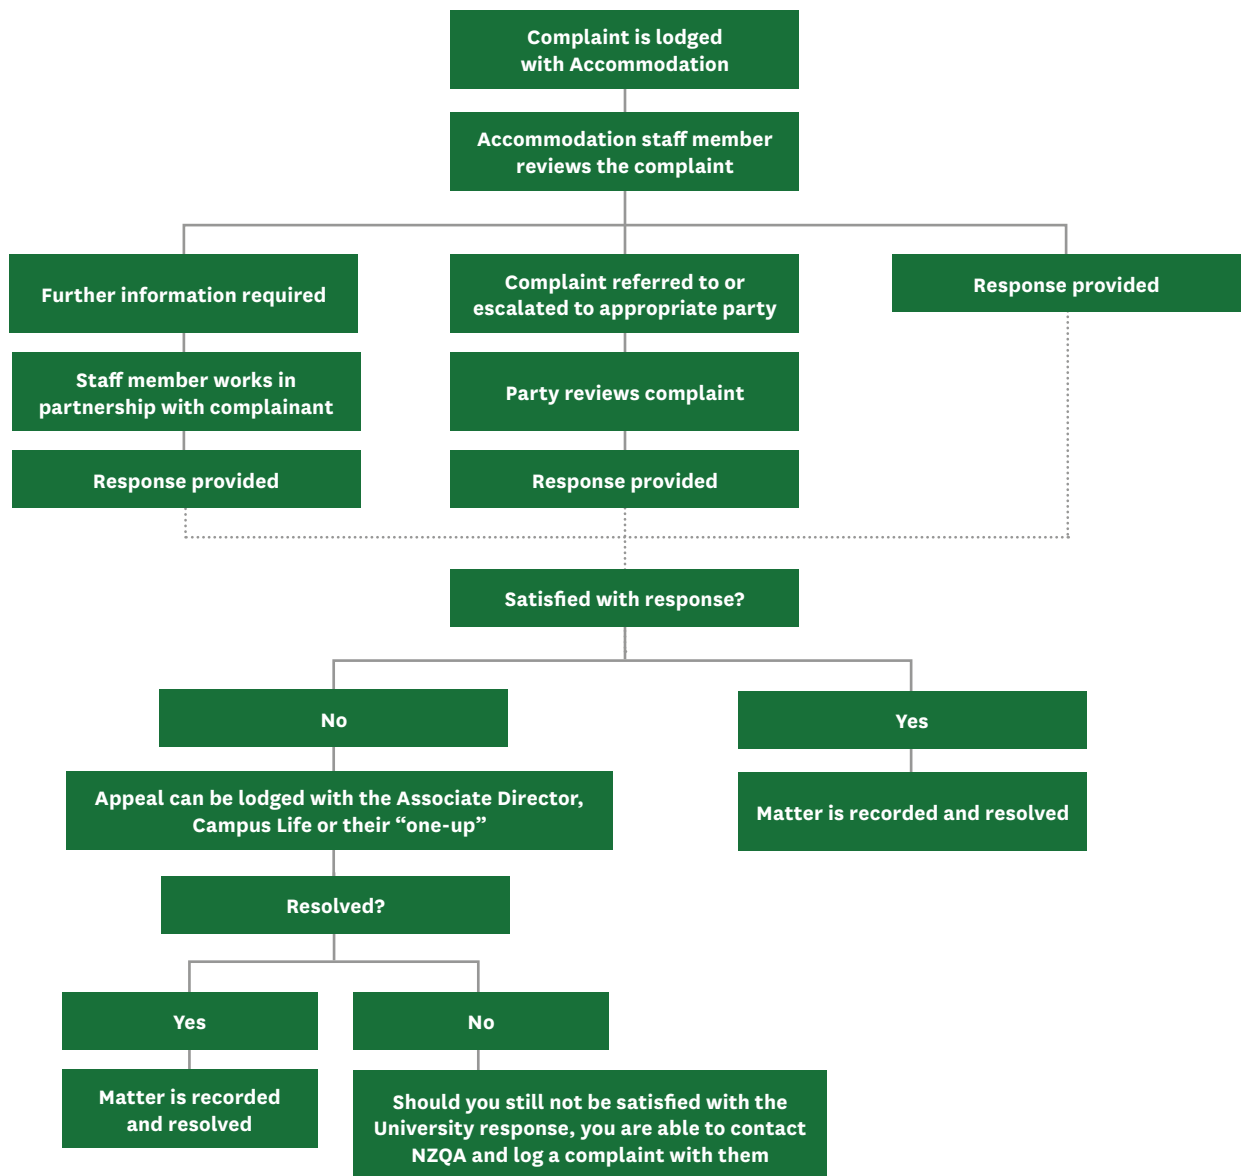 Complaint is lodged
with Accommodation
Accommodation staff member
reviews the complaint
Further information required
Complaint referred to or
escalated to appropriate party
Response provided
Staff member works in
partnership with complainant
Party reviews complaint
Response provided
Response provided
Satisfied with response?
No
Yes
Appeal can be lodged with the Associate Director,
Campus Life or their “one-up”
Matter is recorded and resolved
Resolved?
Yes
No
Matter is recorded
and resolved
Should you still not be satisfied with the
University response, you are able to contact
NZQA and log a complaint with them